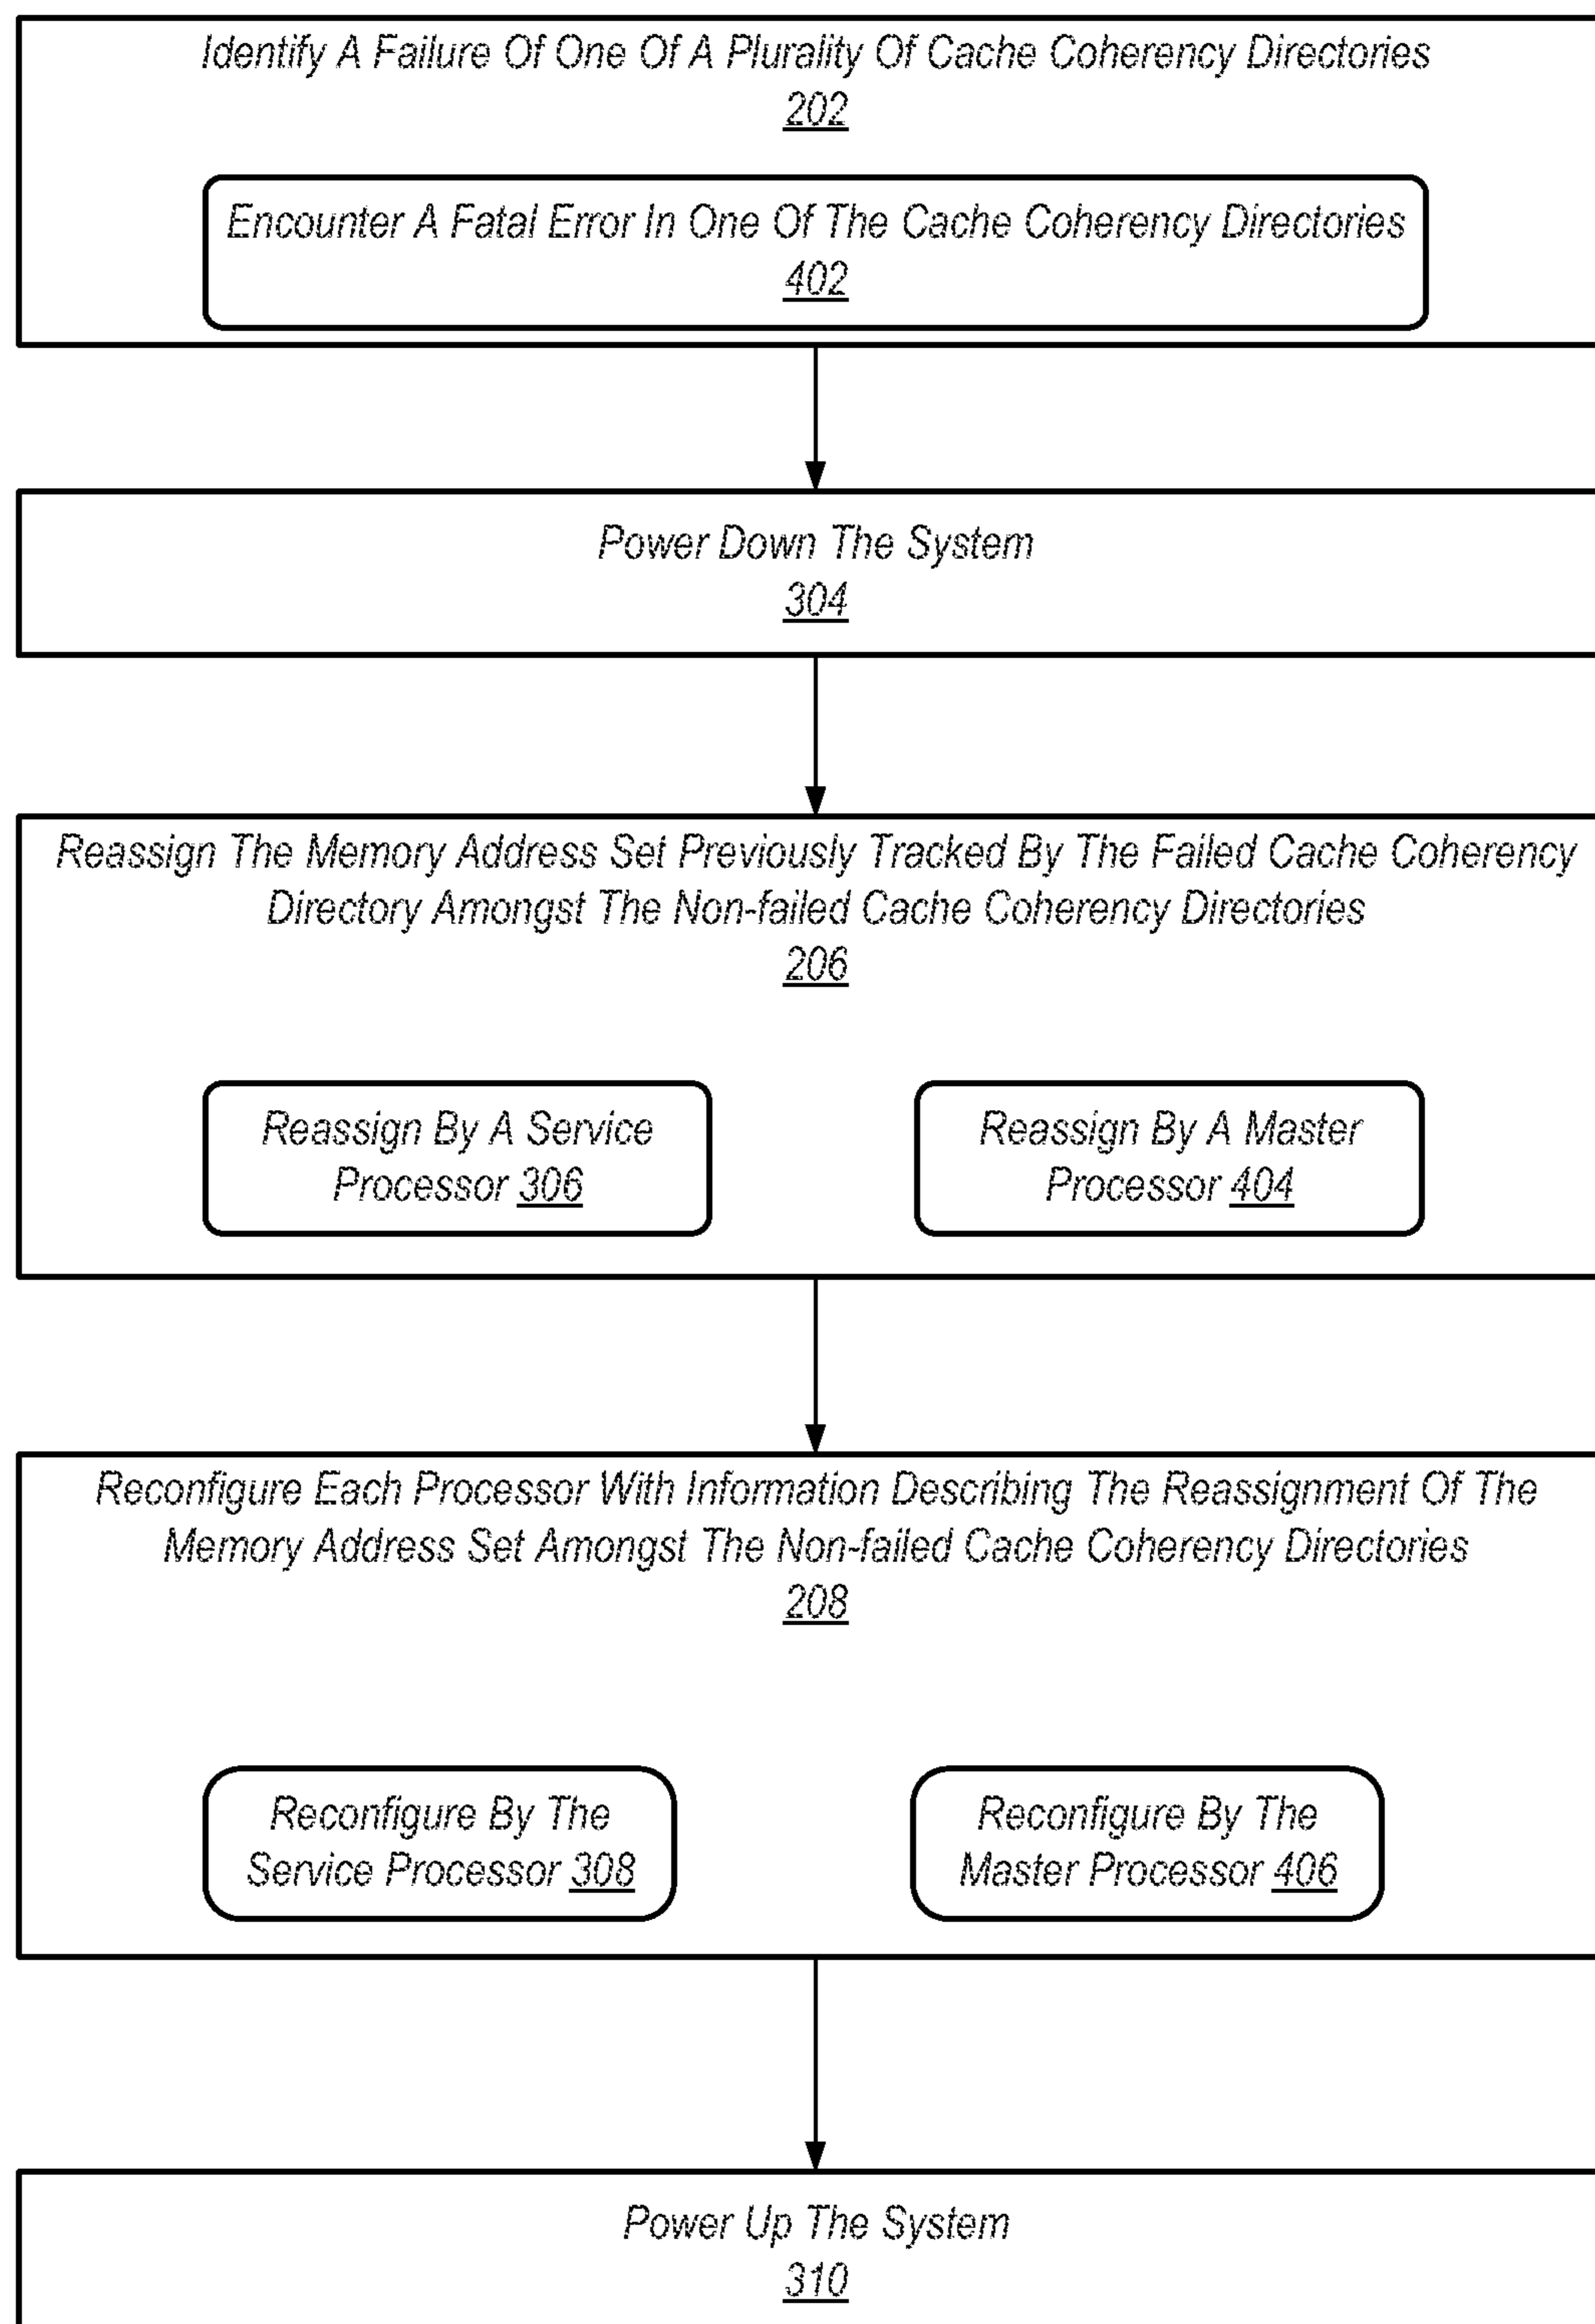 Identify A Failure Of One Of A Plurality Of Cache Coherency Directories
202
Encounter A Fatal Error In One Of The Cache Coherency Directories
402
Power Down The System
304
Reassign The Memory Address Set Previously Tracked By The Failed Cache Coherency
Directory Amongst The Non-failed Cache Coherency Directories
206
Reassign By A Service
Processor 306
Reassign By A Master
Processor 404
Reconfigure Each Processor With Information Describing The Reassignment Of The
Memory Address Set Amongst The Non-failed Cache Coherency Directories
208
Reconfigure By The
Service Processor 308
Reconfigure By The
Master Processor 406
Power Up The System
310